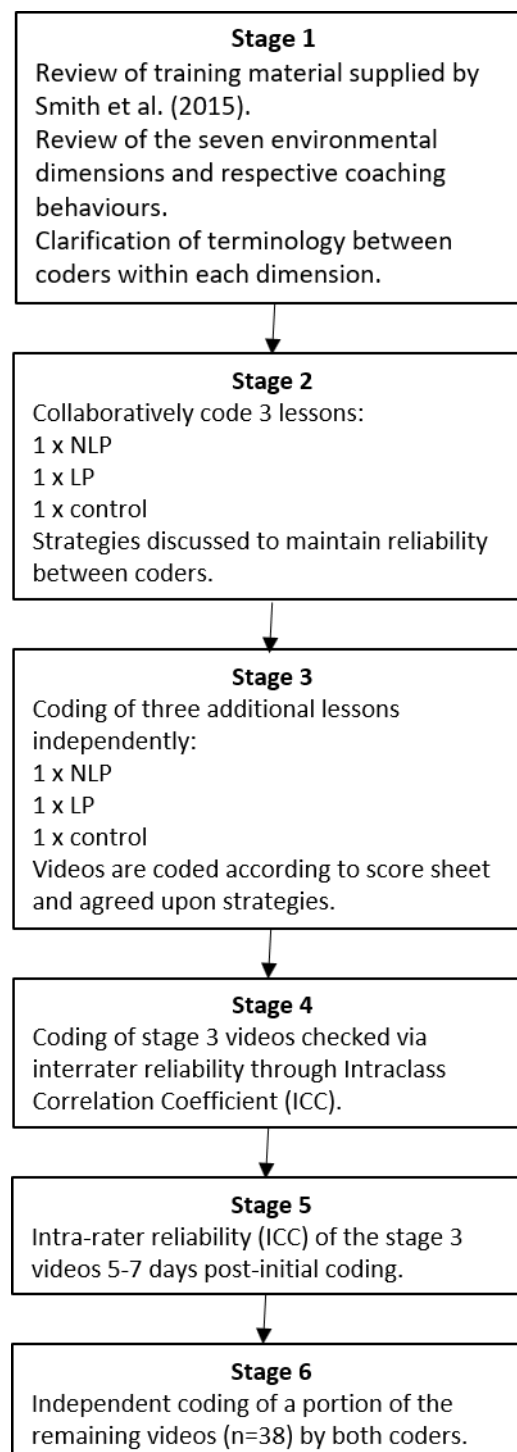 Stage 1
Review of training material supplied by
Smith et al. (2015).
Review of the seven environmental
dimensions and respective coaching
behaviours.
Clarification of terminology between
coders within each dimension.
Stage 2
Collaboratively code 3 lessons:
1 x NLP
1 x LP
1 x control
Strategies discussed to maintain reliability
between coders.
Stage 3
Coding of three additional lessons
independently:
1 x NLP
1 x LP
1 x control
Videos are coded according to score sheet
and agreed upon strategies.
Stage 4
Coding of stage 3 videos checked via
interrater reliability through Intraclass
Correlation Coefficient (ICC).
Stage 5
Intra-rater reliability (ICC) of the stage 3
videos 5-7 days post-initial coding.
Stage 6
Independent coding of a portion of the
remaining videos (n=38) by both coders.